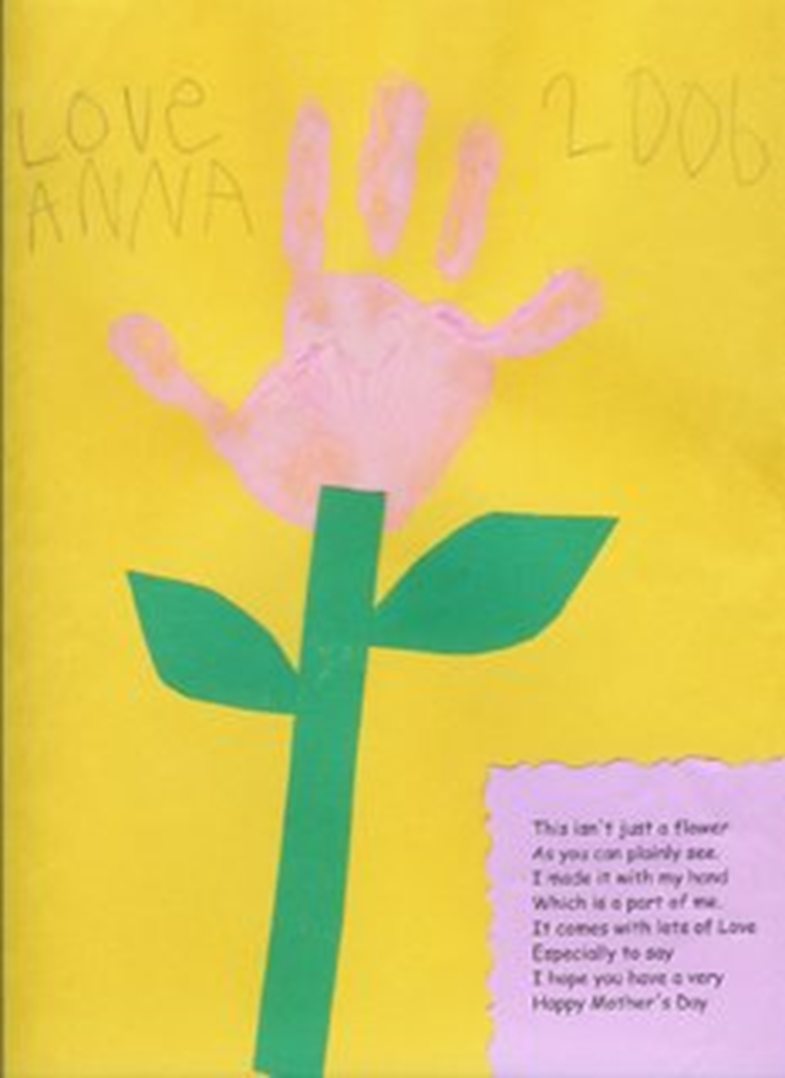 LOVE
ANNA
2006
This isn't just a flower
As you can plainly see.
I made it with my hand
Which is a part of me.
It comes with lots of Love
Especially to say
I hope you have a very
Happy Mother's Day